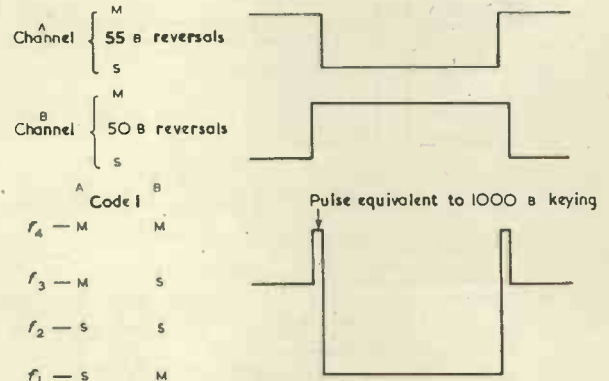 M
A
Channel { 55 B reversals
S
M
B
Channel { 50 B reversals
S
A B
Code I Pulse equivalent to 1000 B keying
f4 — M M
f3 — M S
f2 — S S
f1 — S M